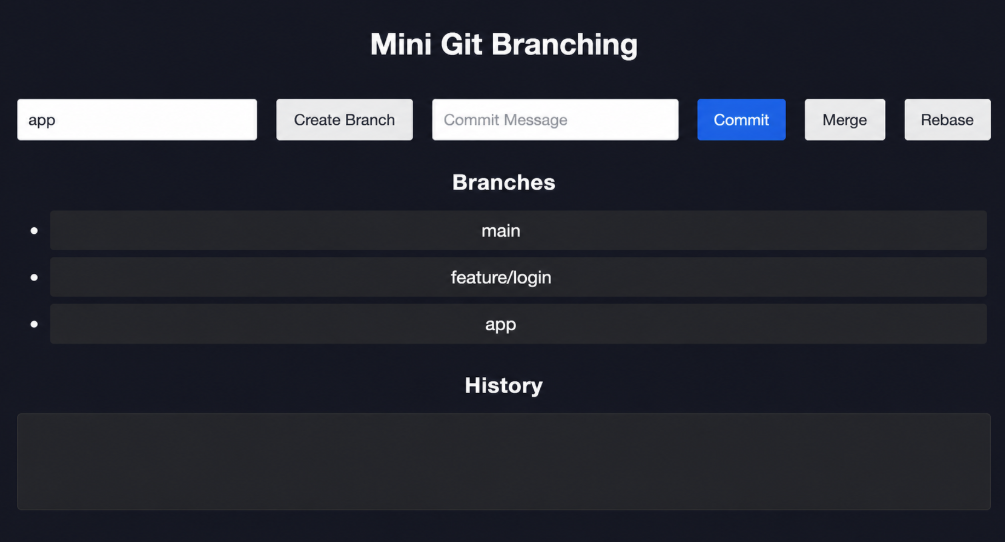 Mini Git Branching
app Create Branch Commit Message Commit Merge Rebase
Branches
main
feature/login
app
History